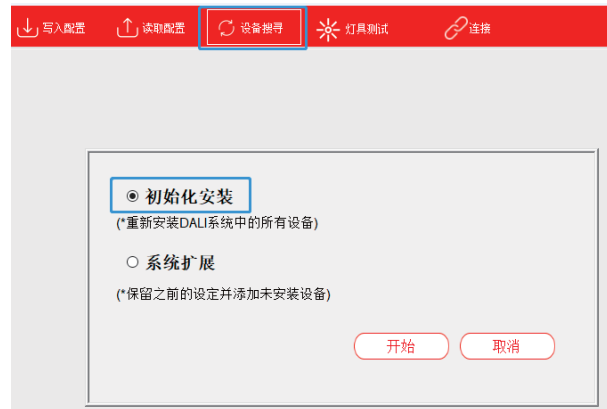 写入配置 读取配置 设备搜寻 灯具测试 连接
初始化安装
(*重新安装DALI系统中的所有设备)
系统扩展
(*保留之前的设定并添加未安装设备)
开始 取消